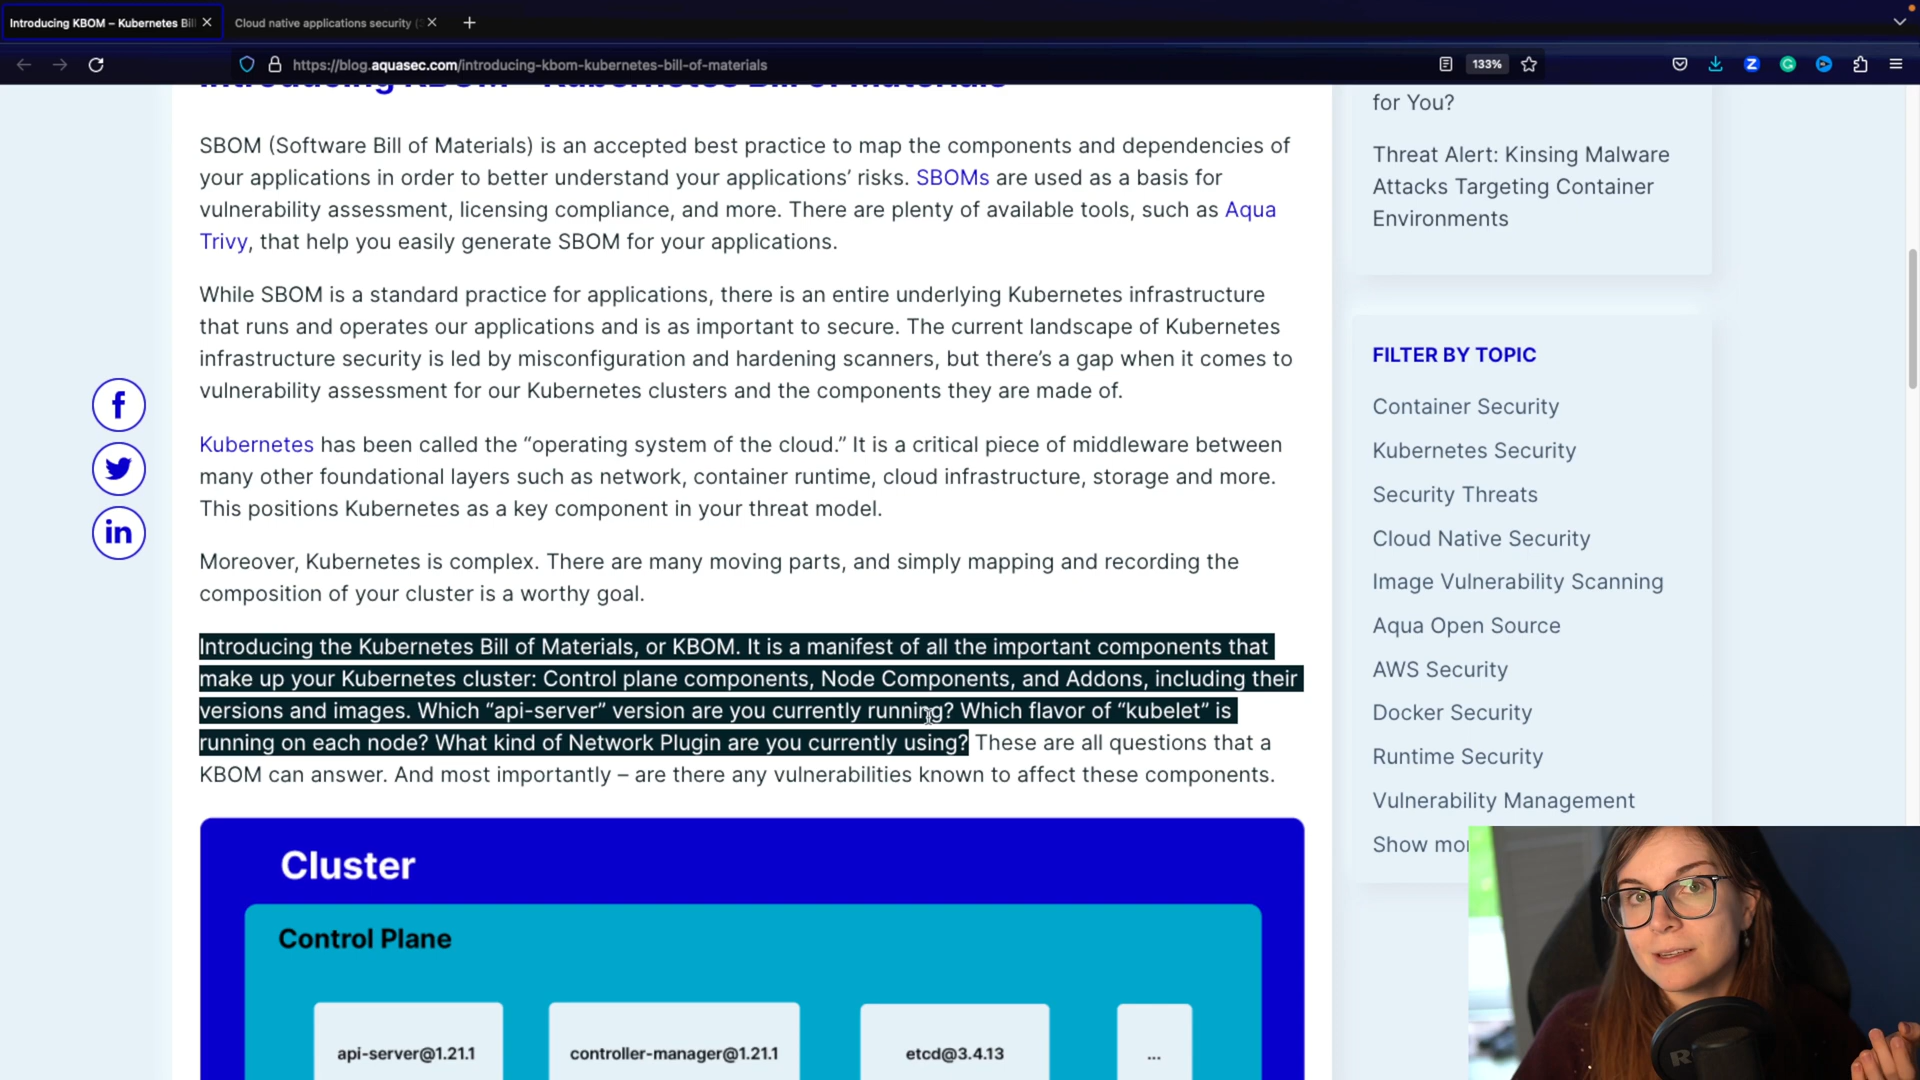 Introducing KBOM – Kubernetes Bil
Cloud native applications security (
https://blog.aquasec.com/introducing-kbom-kubernetes-bill-of-materials
133%
Introducing KBOM – Kubernetes Bill of Materials
SBOM (Software Bill of Materials) is an accepted best practice to map the components and dependencies of
your applications in order to better understand your applications’ risks. SBOMs are used as a basis for
vulnerability assessment, licensing compliance, and more. There are plenty of available tools, such as Aqua
Trivy, that help you easily generate SBOM for your applications.
While SBOM is a standard practice for applications, there is an entire underlying Kubernetes infrastructure
that runs and operates our applications and is as important to secure. The current landscape of Kubernetes
infrastructure security is led by misconfiguration and hardening scanners, but there’s a gap when it comes to
vulnerability assessment for our Kubernetes clusters and the components they are made of.
Kubernetes has been called the “operating system of the cloud.” It is a critical piece of middleware between
many other foundational layers such as network, container runtime, cloud infrastructure, storage and more.
This positions Kubernetes as a key component in your threat model.
Moreover, Kubernetes is complex. There are many moving parts, and simply mapping and recording the
composition of your cluster is a worthy goal.
Introducing the Kubernetes Bill of Materials, or KBOM. It is a manifest of all the important components that
make up your Kubernetes cluster: Control plane components, Node Components, and Addons, including their
versions and images. Which “api-server” version are you currently running? Which flavor of “kubelet” is
running on each node? What kind of Network Plugin are you currently using? These are all questions that a
KBOM can answer. And most importantly – are there any vulnerabilities known to affect these components.
Cluster
Control Plane
api-server@1.21.1
controller-manager@1.21.1
etcd@3.4.13
...
for You?
Threat Alert: Kinsing Malware
Attacks Targeting Container
Environments
FILTER BY TOPIC
Container Security
Kubernetes Security
Security Threats
Cloud Native Security
Image Vulnerability Scanning
Aqua Open Source
AWS Security
Docker Security
Runtime Security
Vulnerability Management
Show mo